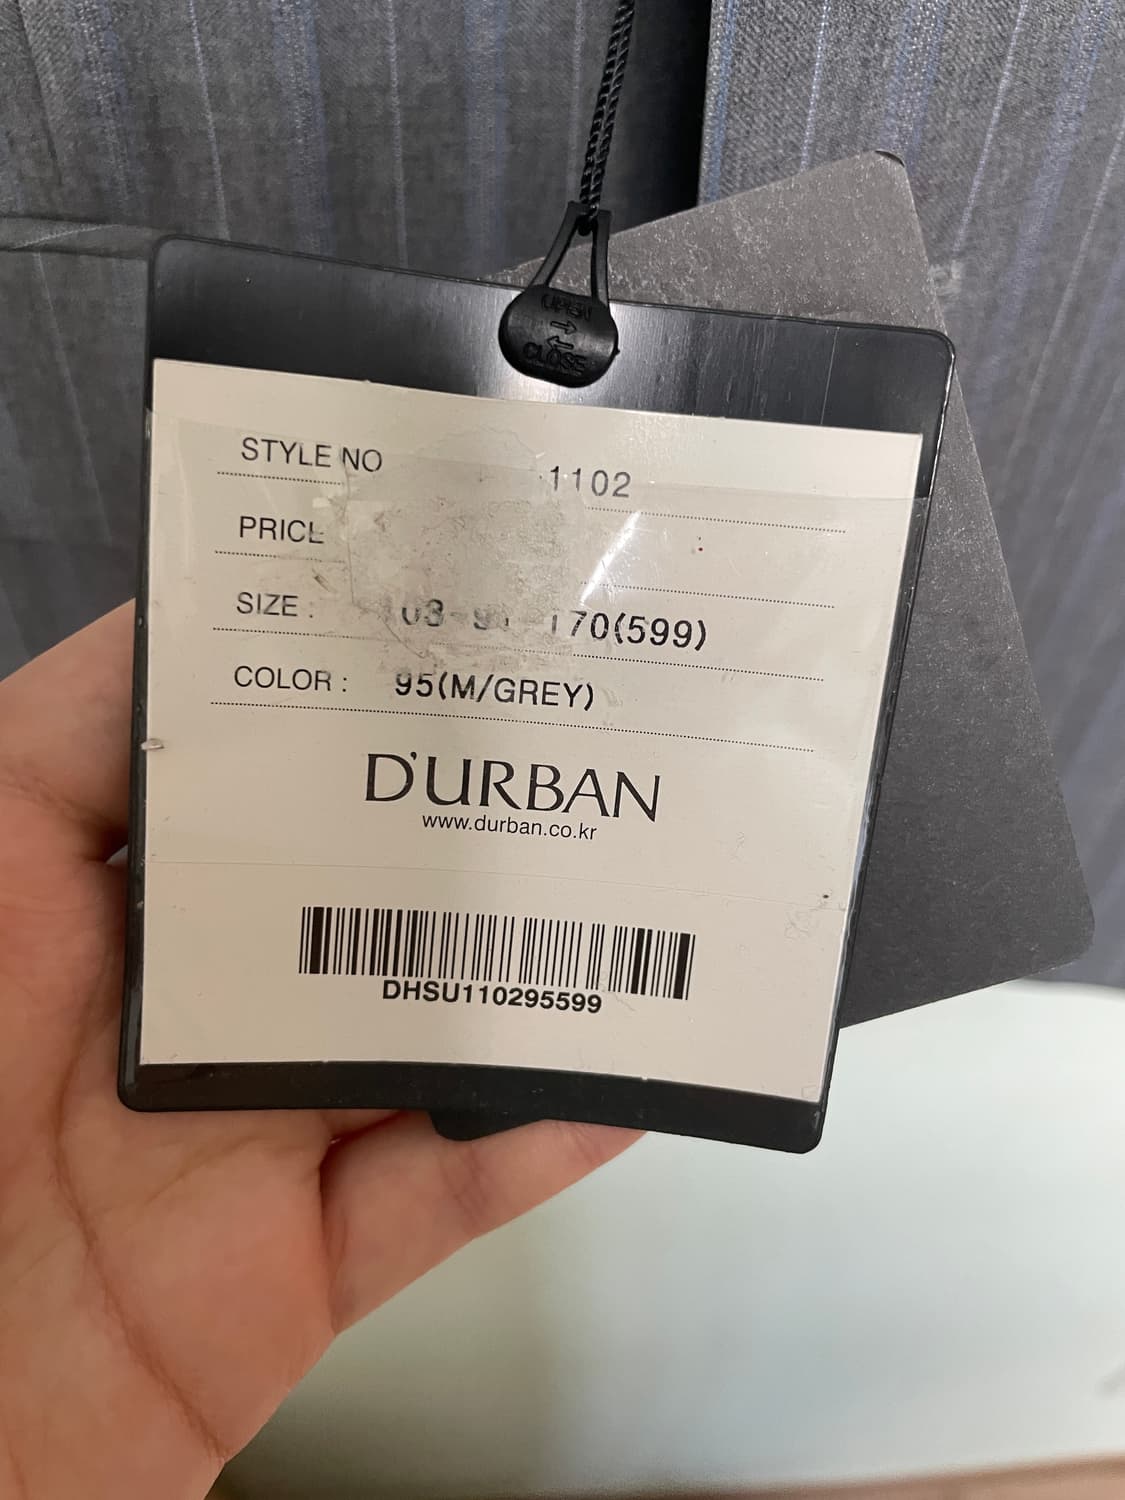 OPEN
CLOSE
STYLE NO 1102
PRICE
SIZE : 170(599)
COLOR : 95(M/GREY)
D'URBAN
www.durban.co.kr
DHSU110295599